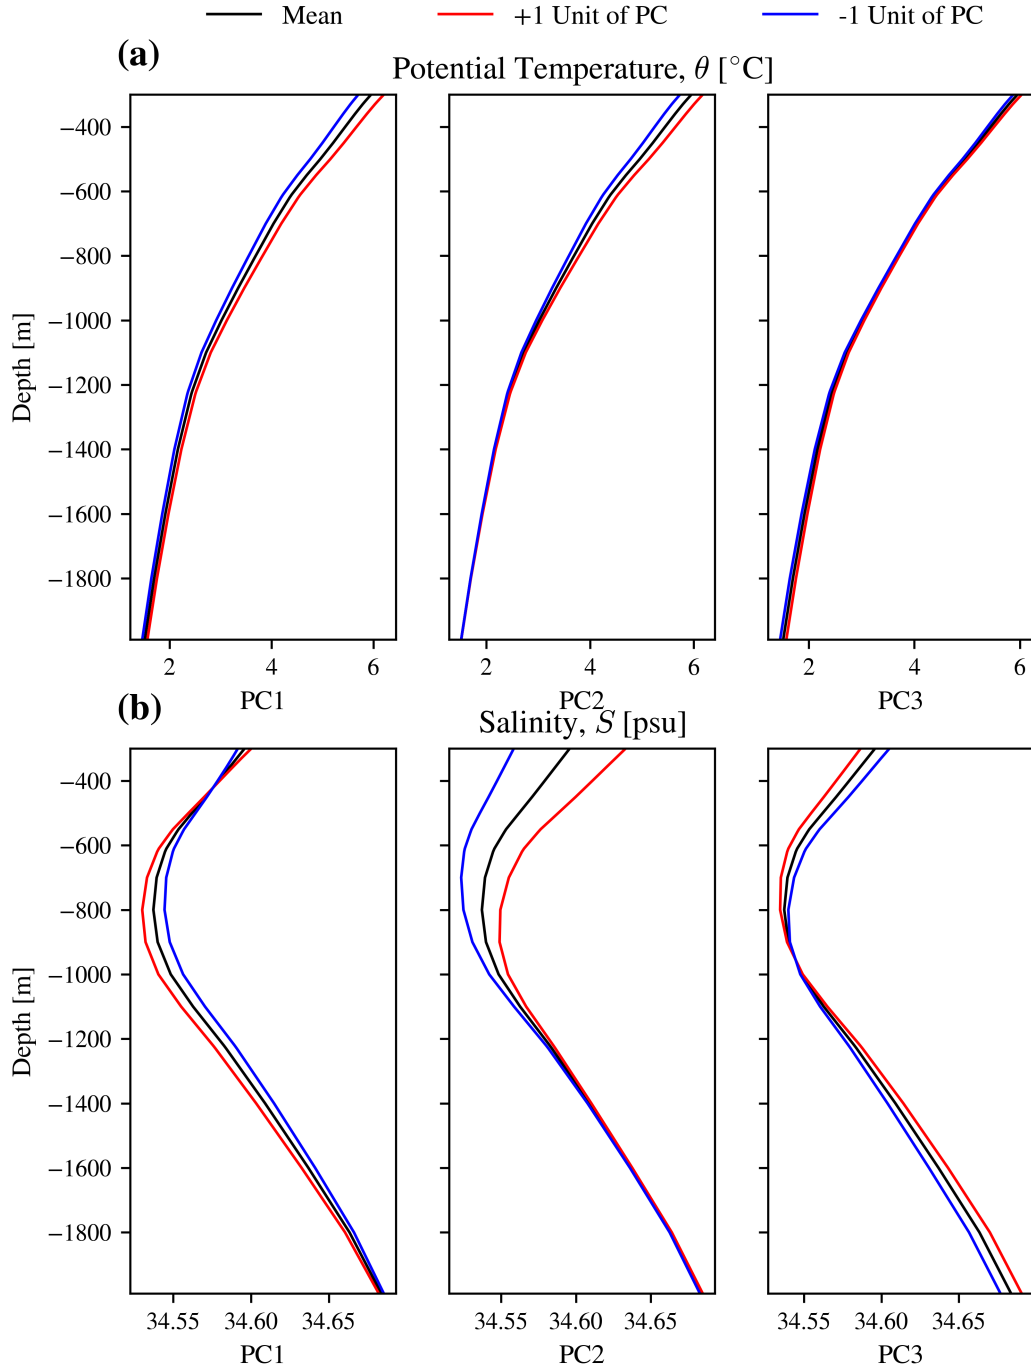 Mean +1 Unit of PC -1 Unit of PC
(a)
Potential Temperature, θ [°C]
−400
−600
−800
−1000
−1200
−1400
−1600
−1800
Depth [m]
2 4 6 2 4 6 2 4 6
PC1 PC2 PC3
(b)
Salinity, S [psu]
−400
−600
−800
−1000
−1200
−1400
−1600
−1800
Depth [m]
34.55 34.60 34.65 34.55 34.60 34.65 34.55 34.60 34.65
PC1 PC2 PC3